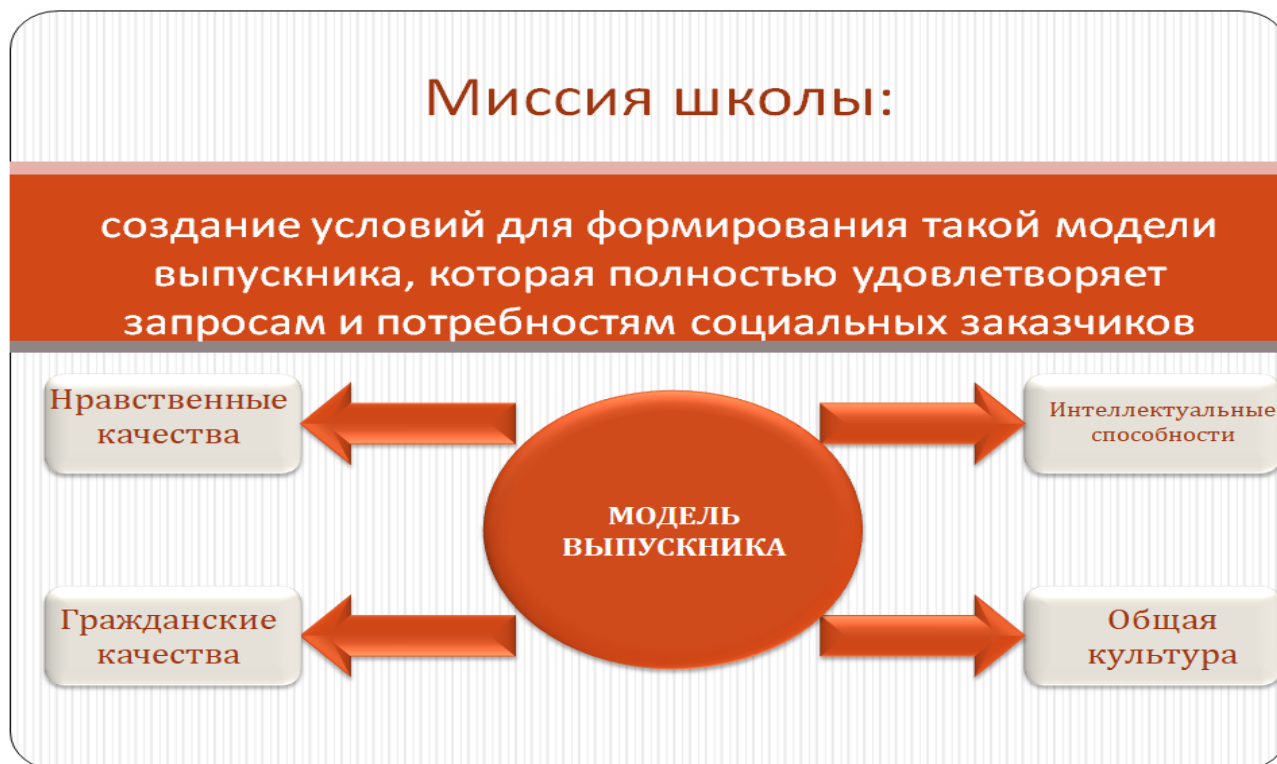 Миссия школы:
создание условий для формирования такой модели
выпускника, которая полностью удовлетворяет
запросам и потребностям социальных заказчиков
Нравственные
качества
Интеллектуальные
способности
МОДЕЛЬ
ВЫПУСКНИКА
Гражданские
качества
Общая
культура